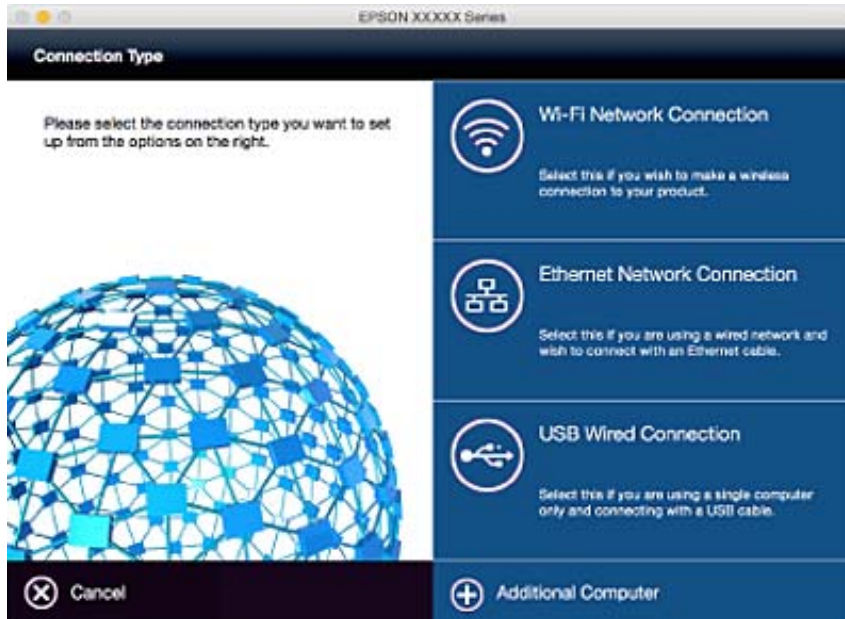 EPSON XXXXX Series
Connection Type
Please select the connection type you want to set
up from the options on the right.
Wi-Fi Network Connection
Select this if you wish to make a wireless
connection to your product.
Ethernet Network Connection
Select this if you are using a wired network and
wish to connect with an Ethernet cable.
USB Wired Connection
Select this if you are using a single computer
only and connecting with a USB cable.
Cancel
Additional Computer